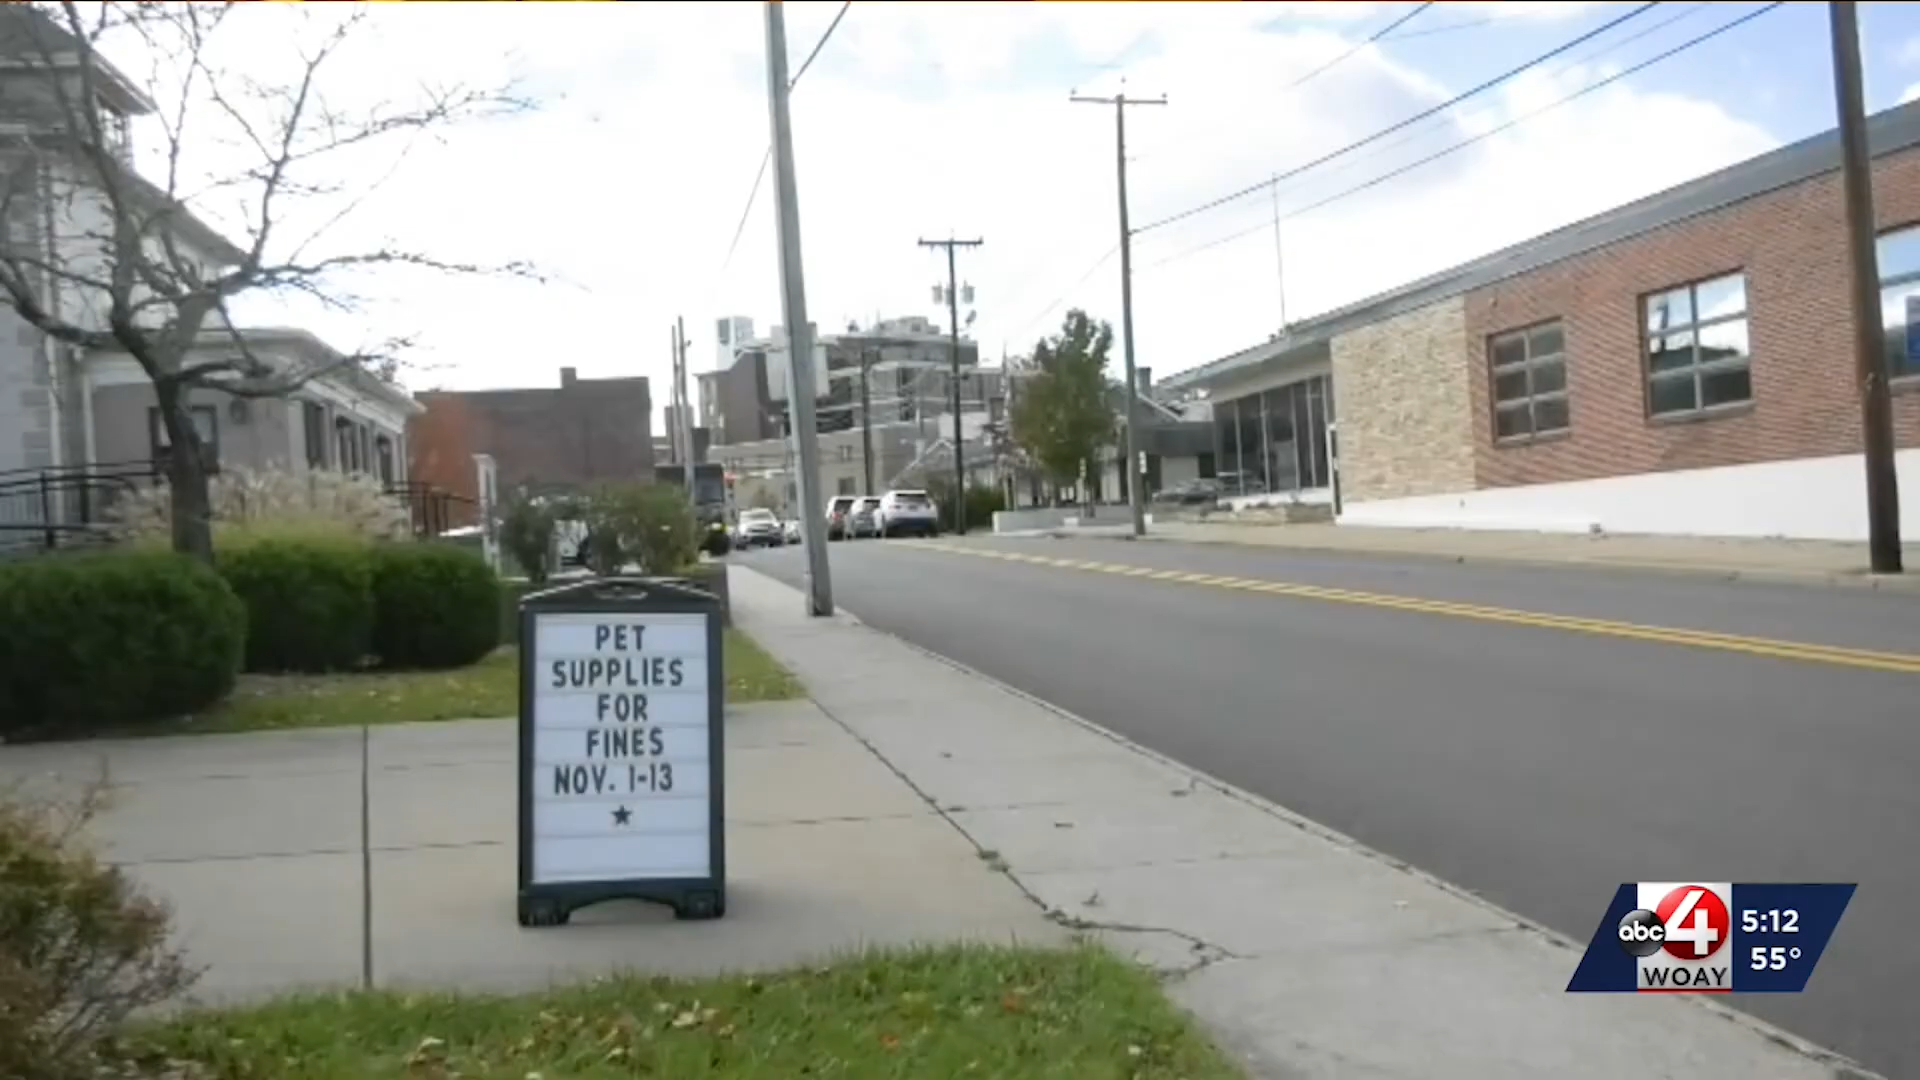 PET
SUPPLIES
FOR
FINES
NOV. 1-13
abc 4 5:12
WOAY 55°